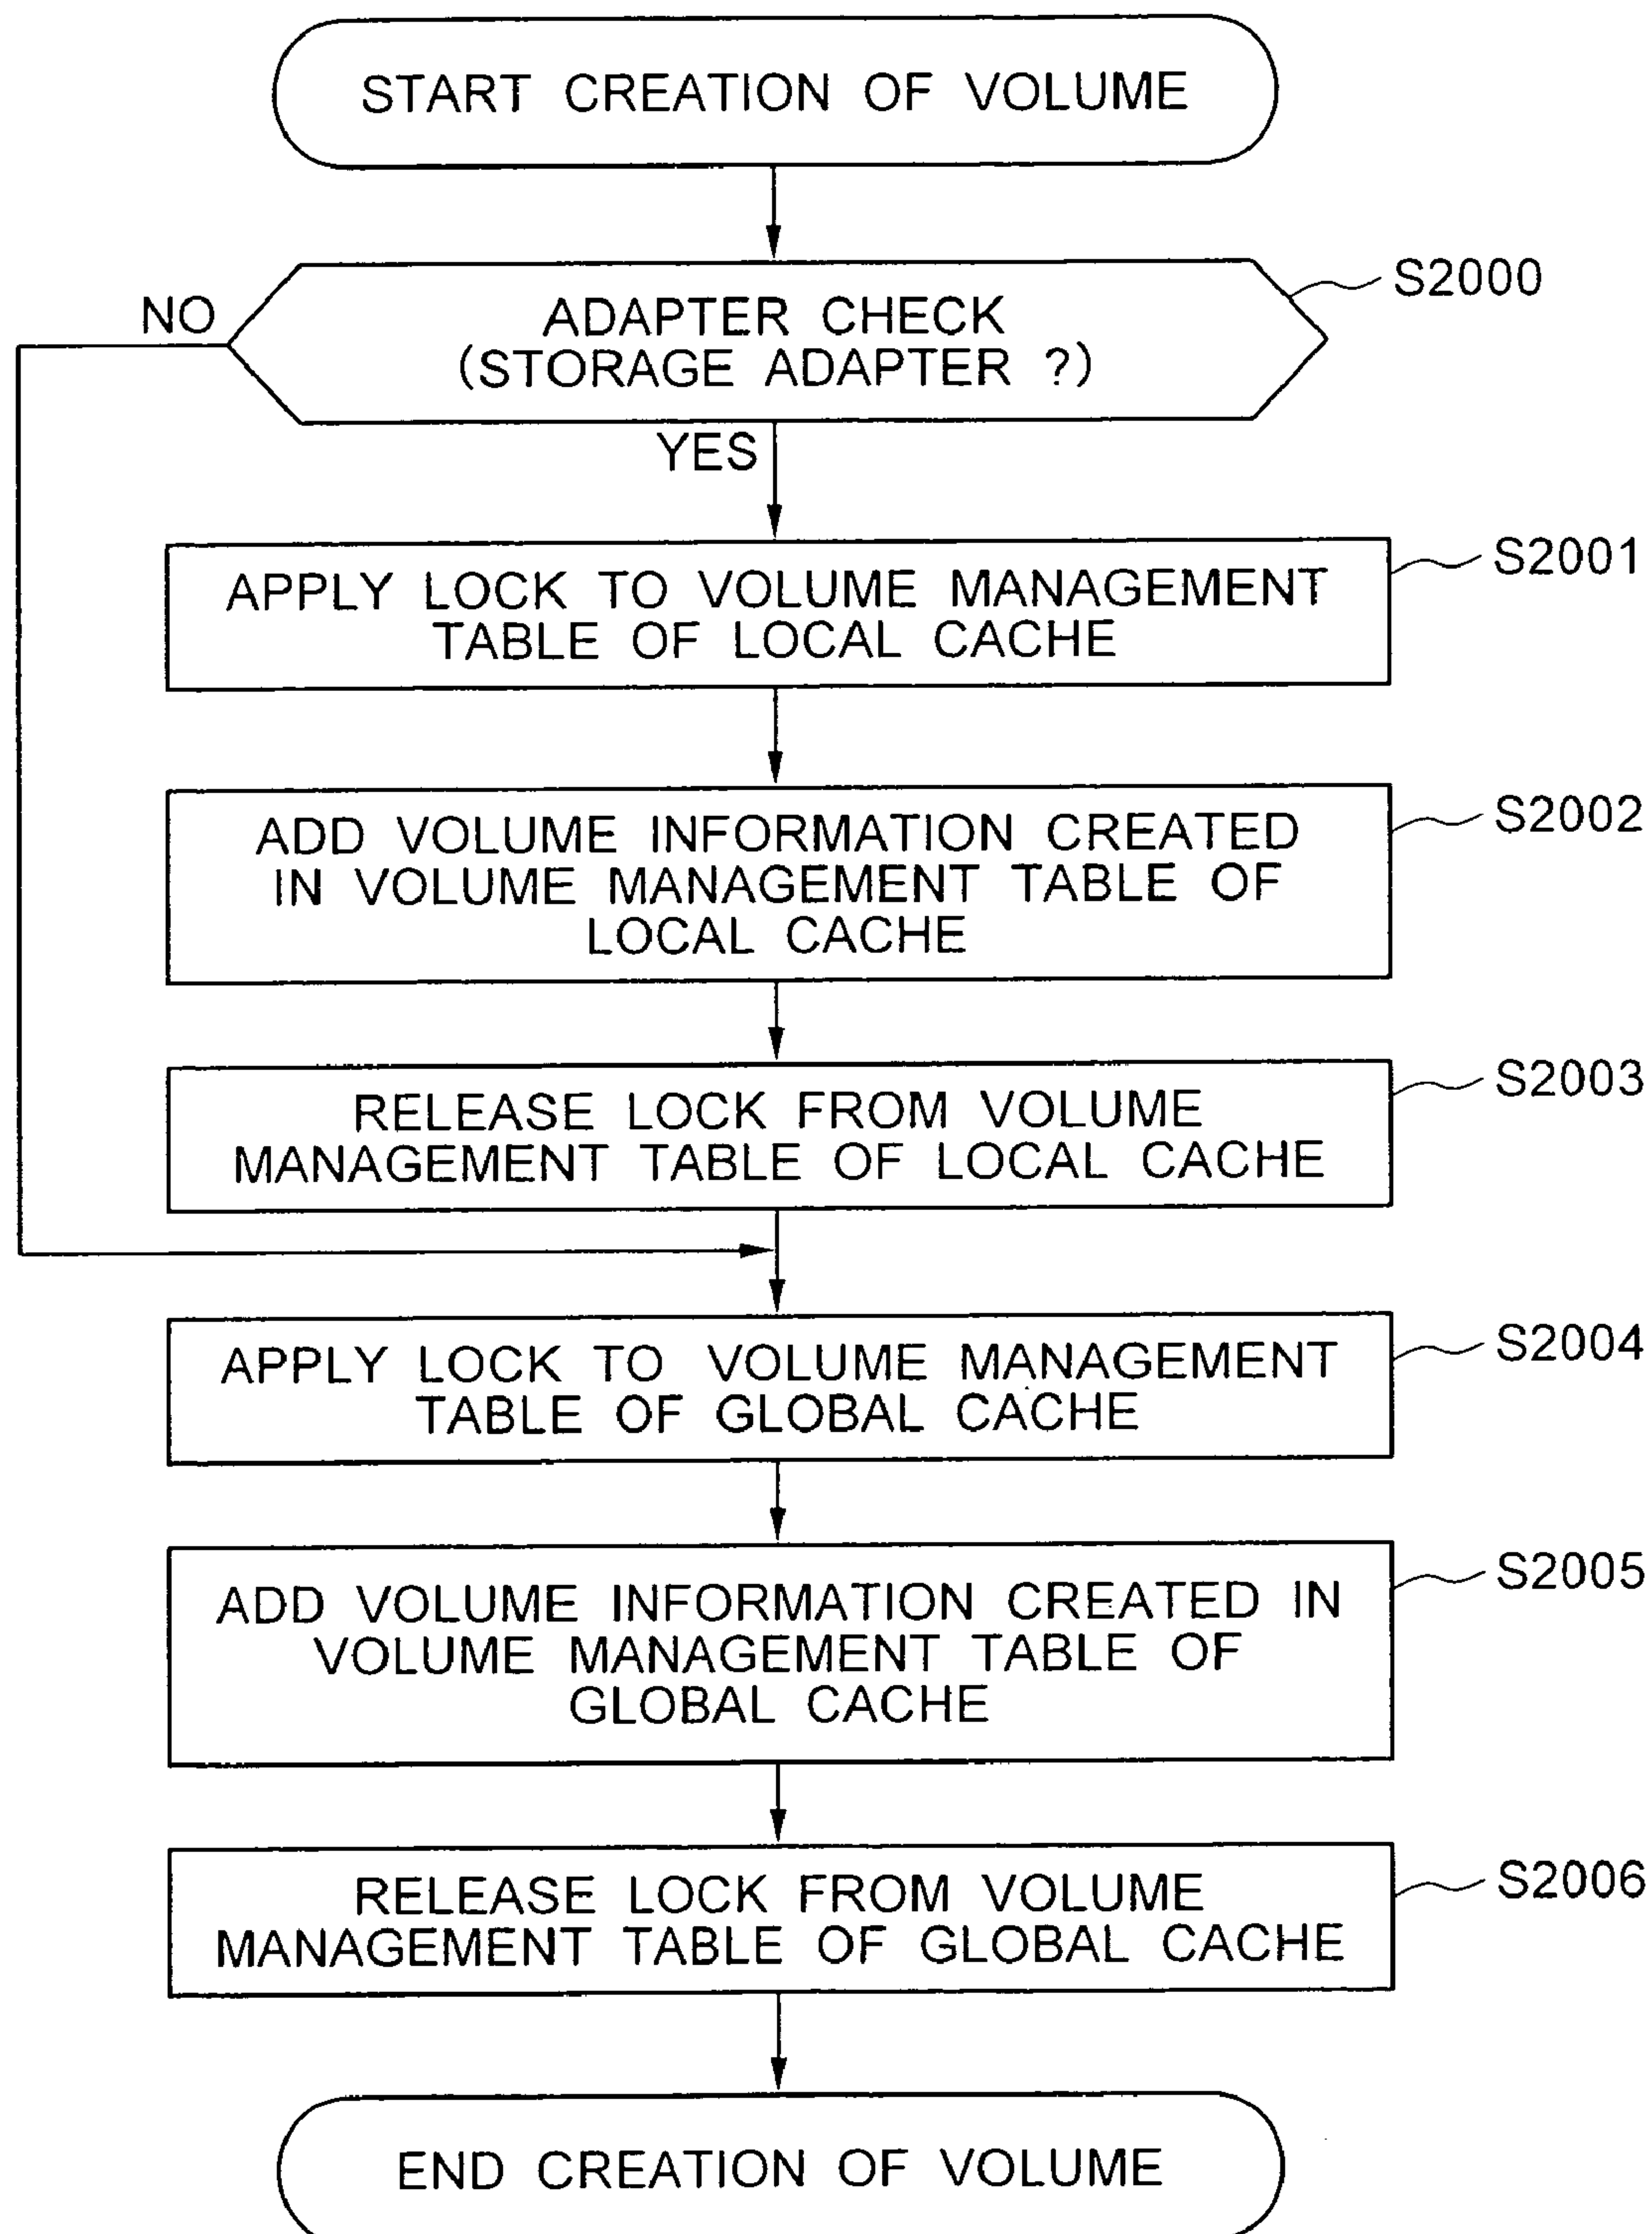 START CREATION OF VOLUME
S2000
NO
ADAPTER CHECK
(STORAGE ADAPTER ?)
YES
S2001
APPLY LOCK TO VOLUME MANAGEMENT
TABLE OF LOCAL CACHE
S2002
ADD VOLUME INFORMATION CREATED
IN VOLUME MANAGEMENT TABLE OF
LOCAL CACHE
S2003
RELEASE LOCK FROM VOLUME
MANAGEMENT TABLE OF LOCAL CACHE
S2004
APPLY LOCK TO VOLUME MANAGEMENT
TABLE OF GLOBAL CACHE
S2005
ADD VOLUME INFORMATION CREATED IN
VOLUME MANAGEMENT TABLE OF
GLOBAL CACHE
S2006
RELEASE LOCK FROM VOLUME
MANAGEMENT TABLE OF GLOBAL CACHE
END CREATION OF VOLUME